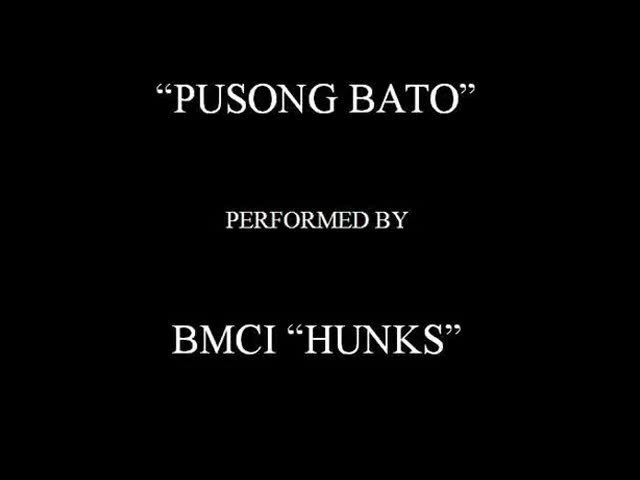 “PUSONG BATO”
PERFORMED BY
BMCI “HUNKS”